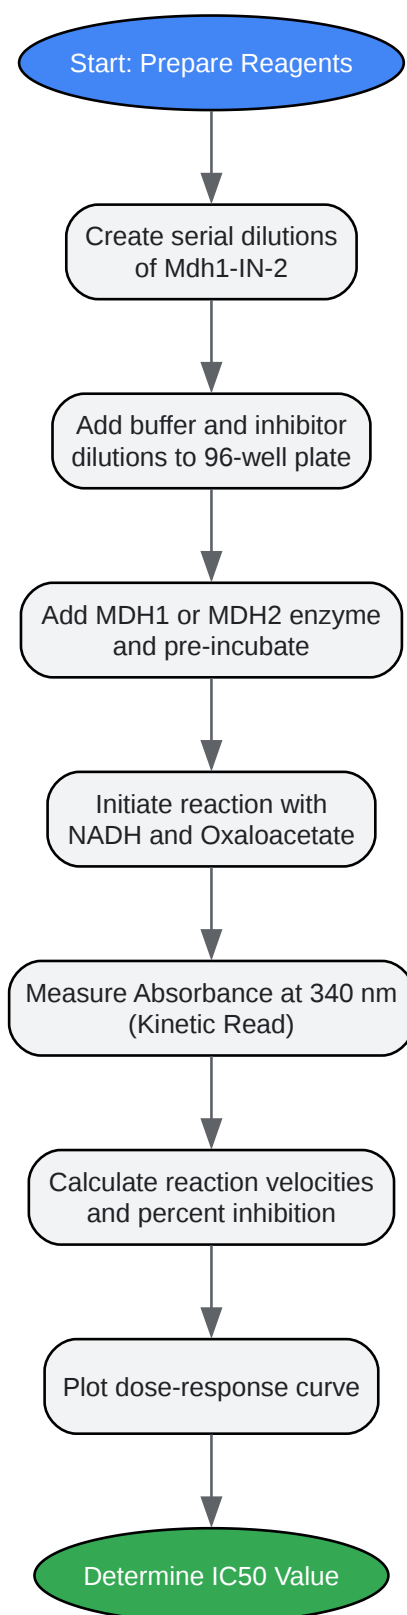 Start: Prepare Reagents
Create serial dilutions
of Mdh1-IN-2
Add buffer and inhibitor
dilutions to 96-well plate
Add MDH1 or MDH2 enzyme
and pre-incubate
Initiate reaction with
NADH and Oxaloacetate
Measure Absorbance at 340 nm
(Kinetic Read)
Calculate reaction velocities
and percent inhibition
Plot dose-response curve
Determine IC50 Value